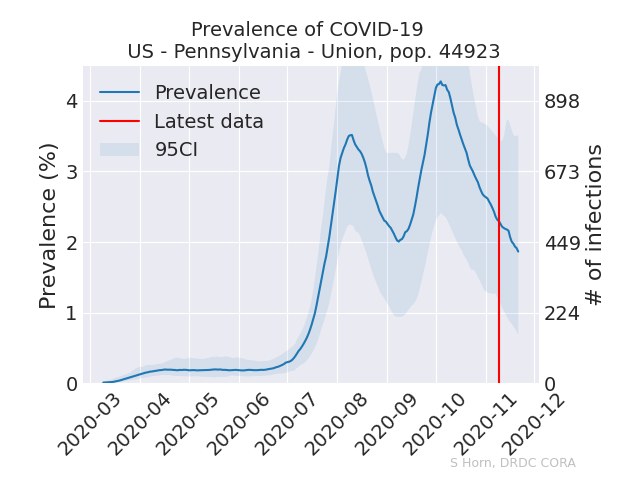 Prevalence of COVID-19
US - Pennsylvania - Union, pop. 44923
Prevalence
Latest data
95CI
Prevalence (%)
4
3
2
1
0
898
673
449
224
0
# of infections
2020-03
2020-04
2020-05
2020-06
2020-07
2020-08
2020-09
2020-10
2020-11
2020-12
S Horn, DRDC CORA